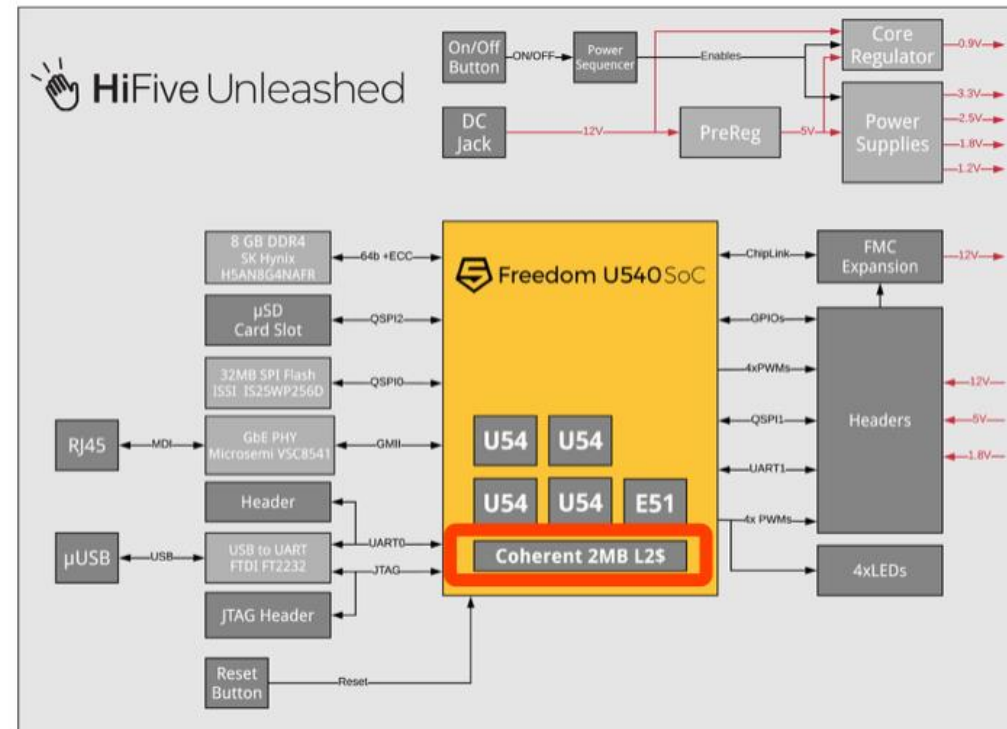 HiFive Unleashed
On/Off
Button
ON/OFF
Power
Sequencer
Enables
Core
Regulator
0.9V
DC
Jack
12V
PreReg
5V
Power
Supplies
3.3V
2.5V
1.8V
1.2V
8 GB DDR4
SK Hynix
H5AN8G4NAFR
64b +ECC
µSD
Card Slot
QSPI2
32MB SPI Flash
ISSI IS25WP256D
QSPI0
RJ45
MDI
GbE PHY
Microsemi VSC8541
GMII
Header
µUSB
USB
USB to UART
FTDI FT2232
UART0
JTAG
JTAG Header
Reset
Button
Reset
Freedom U540 SoC
U54 U54
U54 U54 E51
Coherent 2MB L2$
ChipLink
FMC
Expansion
12V
GPIOs
4xPWMs
QSPI1
UART1
4x PWMs
Headers
12V
5V
1.8V
4xLEDs